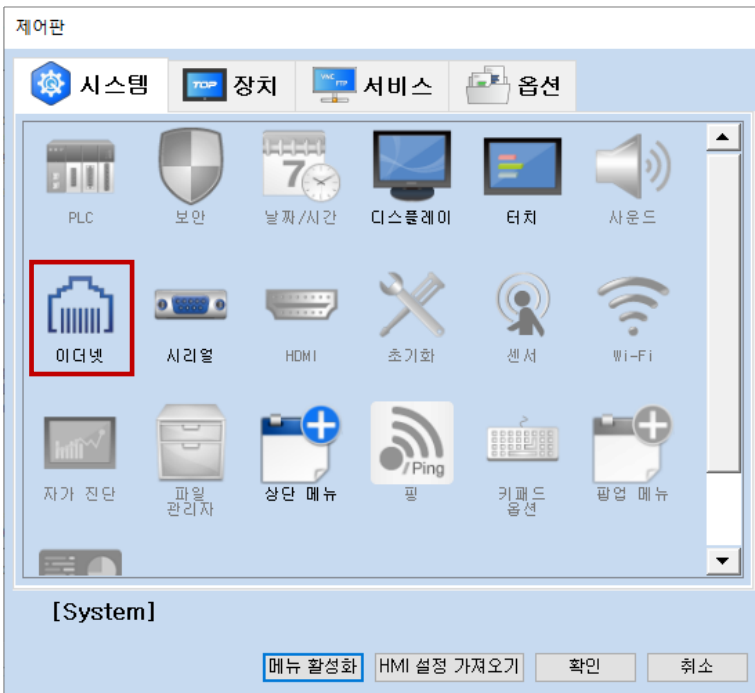 제어판
시스템 TOP 장치 VNC FTP 서비스 옵션
7
PLC 보안 날짜/시간 디스플레이 터치 사운드
이더넷 시리얼 HDMI 초기화 센서 Wi-Fi
/Ping
자가 진단 파일 관리자 상단 메뉴 핑 키패드 옵션 팝업 메뉴
[System]
메뉴 활성화 HMI 설정 가져오기 확인 취소